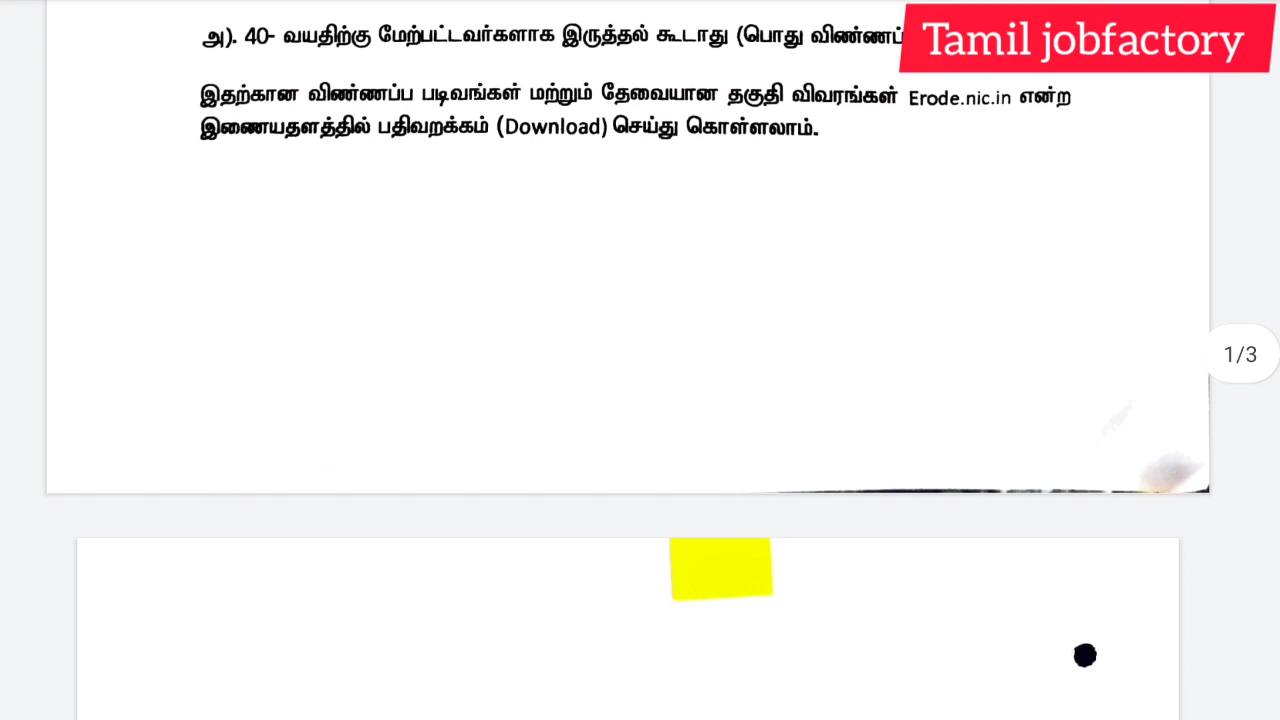 அ). 40- வயதிற்கு மேற்பட்டவர்களாக இருத்தல் கூடாது (பொது
Tamil jobfactory
இதற்கான விண்ணப்ப படிவங்கள் மற்றும் தேவையான தகுதி விவரங்கள் Erode.nic.in என்ற
இணையதளத்தில் பதிவறக்கம் (Download) செய்து கொள்ளலாம்.
1/3